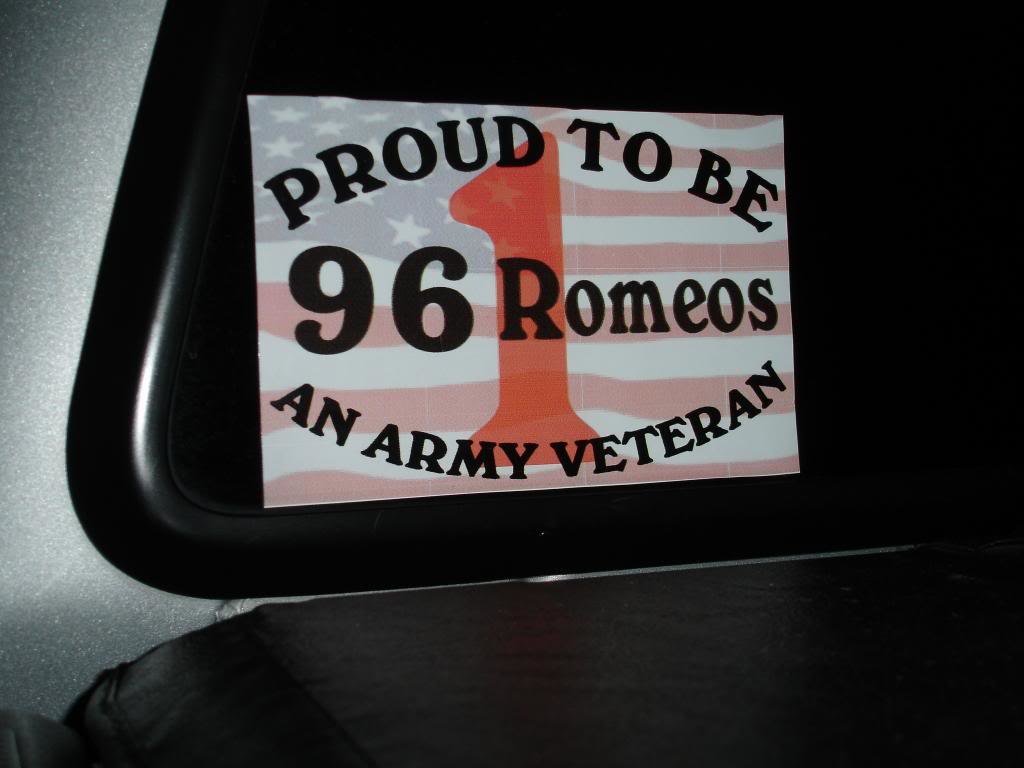 PROUD TO BE
1
96 Romeos
AN ARMY VETERAN